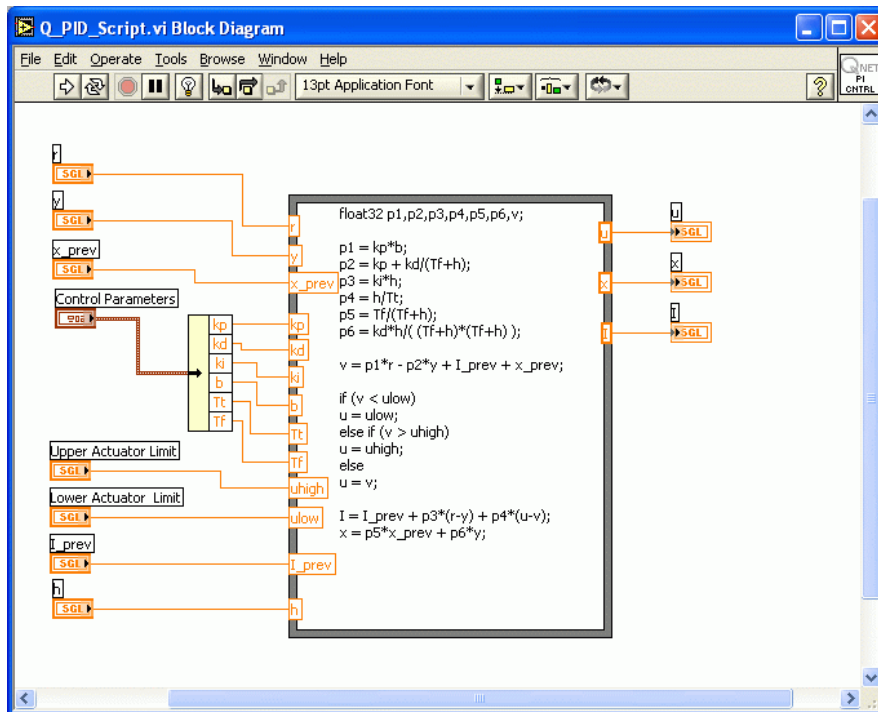 Q_PID_Script.vi Block Diagram
File Edit Operate Tools Browse Window Help
13pt Application Font
?
QNET
PI
CNTRL
r
SGL
y
SGL
x_prev
SGL
Control Parameters
kp
kd
ki
b
Tt
Tf
Upper Actuator Limit
SGL
Lower Actuator Limit
SGL
I_prev
SGL
h
SGL
r
y
x_prev
kp
kd
ki
b
Tt
Tf
uhigh
ulow
I_prev
h
float32 p1,p2,p3,p4,p5,p6,v;
p1 = kp*b;
p2 = kp + kd/(Tf+h);
p3 = ki*h;
p4 = h/Tt;
p5 = Tf/(Tf+h);
p6 = kd*h/( (Tf+h)*(Tf+h) );
v = p1*r - p2*y + I_prev + x_prev;
if (v < ulow)
u = ulow;
else if (v > uhigh)
u = uhigh;
else
u = v;
I = I_prev + p3*(r-y) + p4*(u-v);
x = p5*x_prev + p6*y;
u
x
I
u
SGL
x
SGL
I
SGL